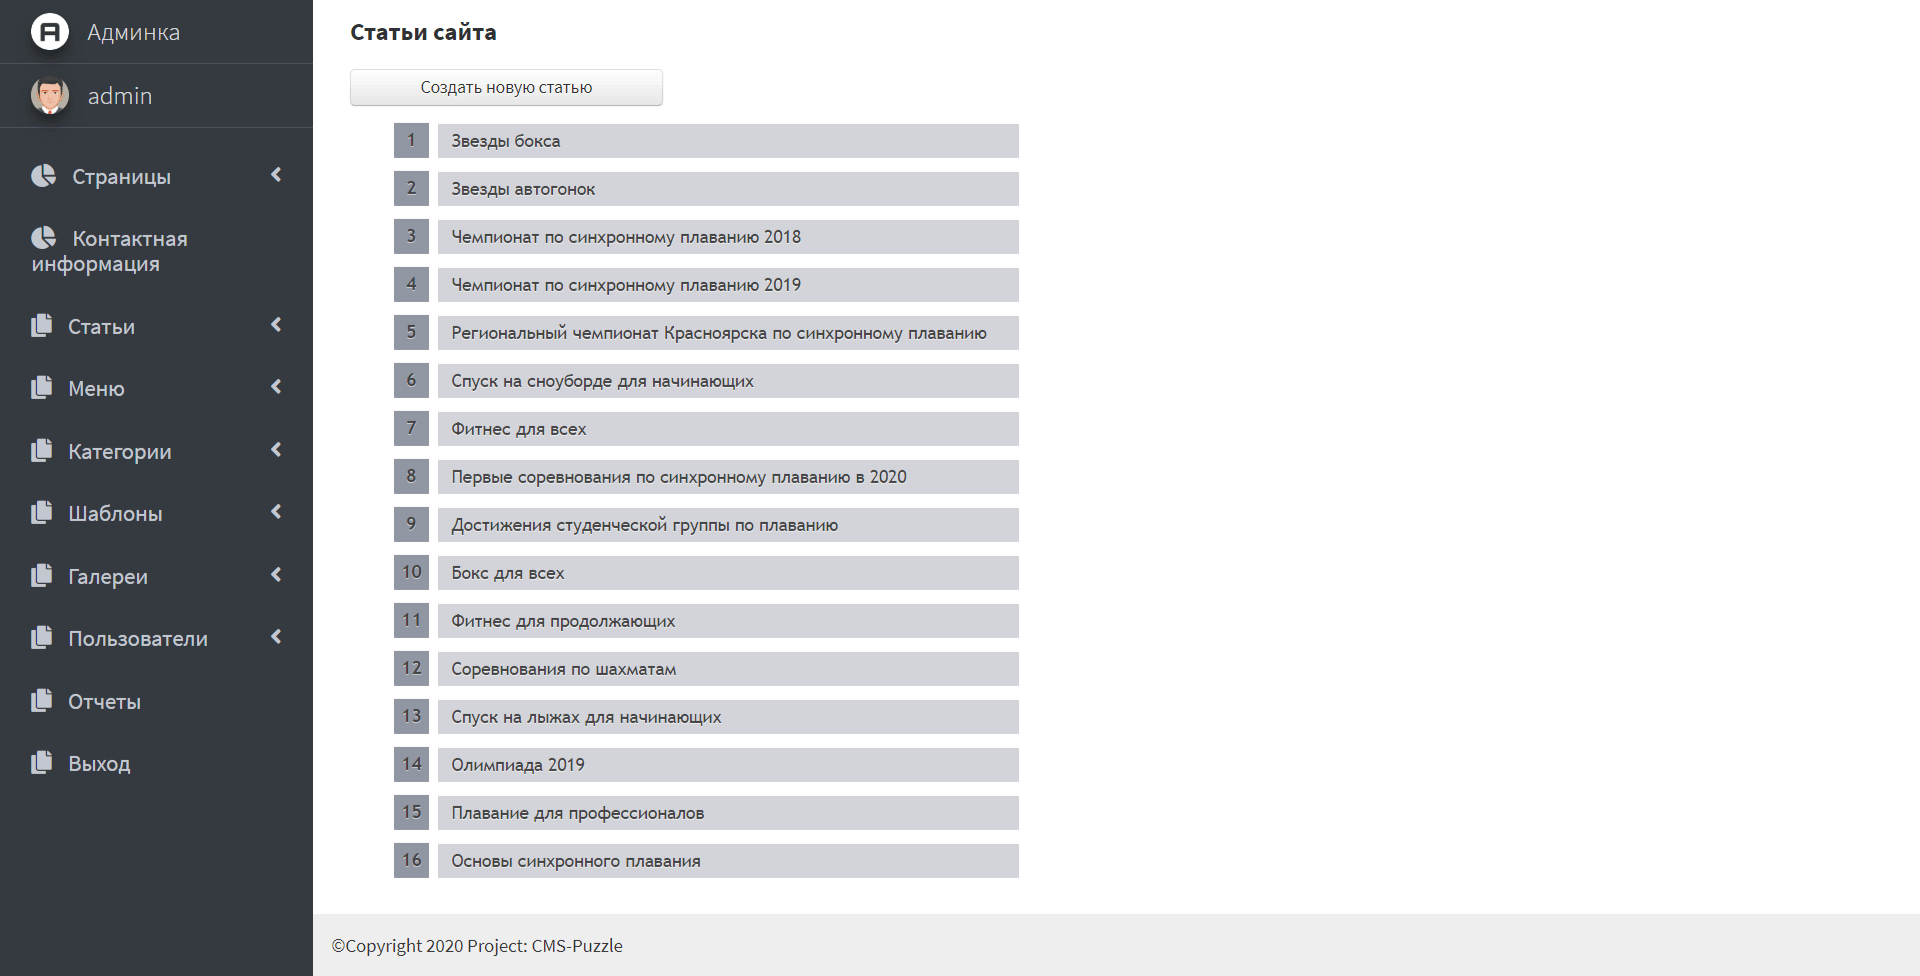 Админка
admin
Страницы
Контактная
информация
Статьи
Меню
Категории
Шаблоны
Галереи
Пользователи
Отчеты
Выход
Статьи сайта
Создать новую статью
1 Звезды бокса
2 Звезды автогонок
3 Чемпионат по синхронному плаванию 2018
4 Чемпионат по синхронному плаванию 2019
5 Региональный чемпионат Красноярска по синхронному плаванию
6 Спуск на сноуборде для начинающих
7 Фитнес для всех
8 Первые соревнования по синхронному плаванию в 2020
9 Достижения студенческой группы по плаванию
10 Бокс для всех
11 Фитнес для продолжающих
12 Соревнования по шахматам
13 Спуск на лыжах для начинающих
14 Олимпиада 2019
15 Плавание для профессионалов
16 Основы синхронного плавания
©Copyright 2020 Project: CMS-Puzzle